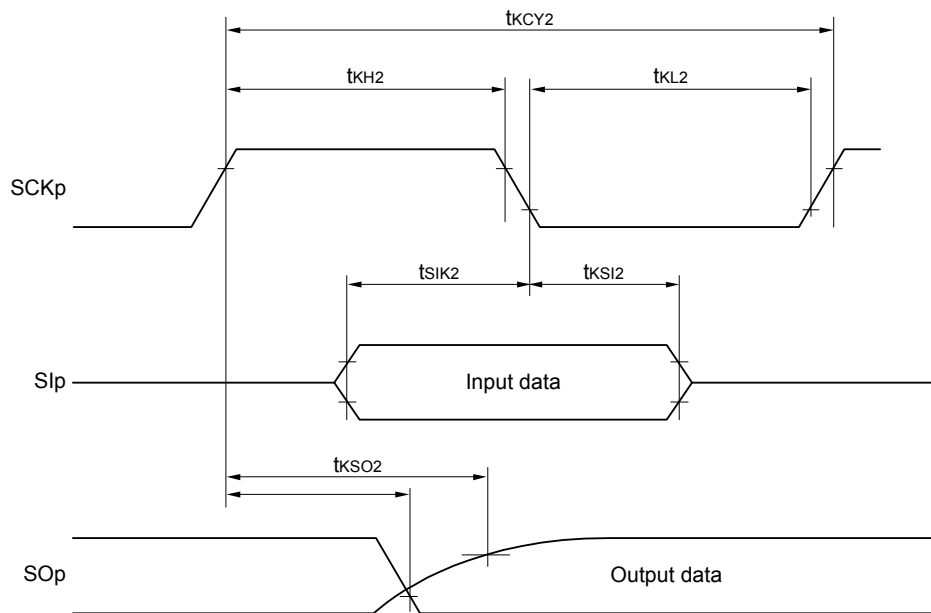 tKCY2
tKH2
tKL2
SCKp
tSIK2
tKSI2
SIp
Input data
tKSO2
SOp
Output data